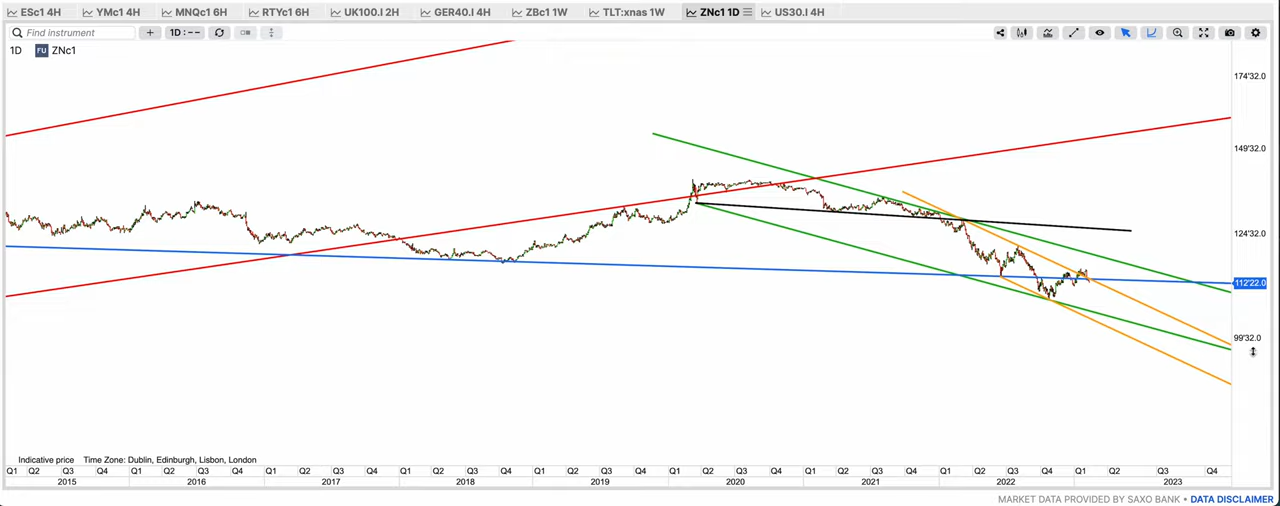 ESc1 4H YMc1 4H MNQc1 6H RTYc1 6H UK100.I 2H GER40.I 4H ZBc1 1W TLT:xnas 1W ZNc1 1D US30.I 4H
Find instrument 1D:--
1D FU ZNc1
174'32.0
149'32.0
124'32.0
112'22.0
99'32.0
Indicative price Time Zone: Dublin, Edinburgh, Lisbon, London
Q1 Q2 Q3 Q4 Q1 Q2 Q3 Q4 Q1 Q2 Q3 Q4 Q1 Q2 Q3 Q4 Q1 Q2 Q3 Q4 Q1 Q2 Q3 Q4 Q1 Q2 Q3 Q4 Q1 Q2 Q3 Q4 Q1 Q2 Q3 Q4
2015 2016 2017 2018 2019 2020 2021 2022 2023
MARKET DATA PROVIDED BY SAXO BANK • DATA DISCLAIMER